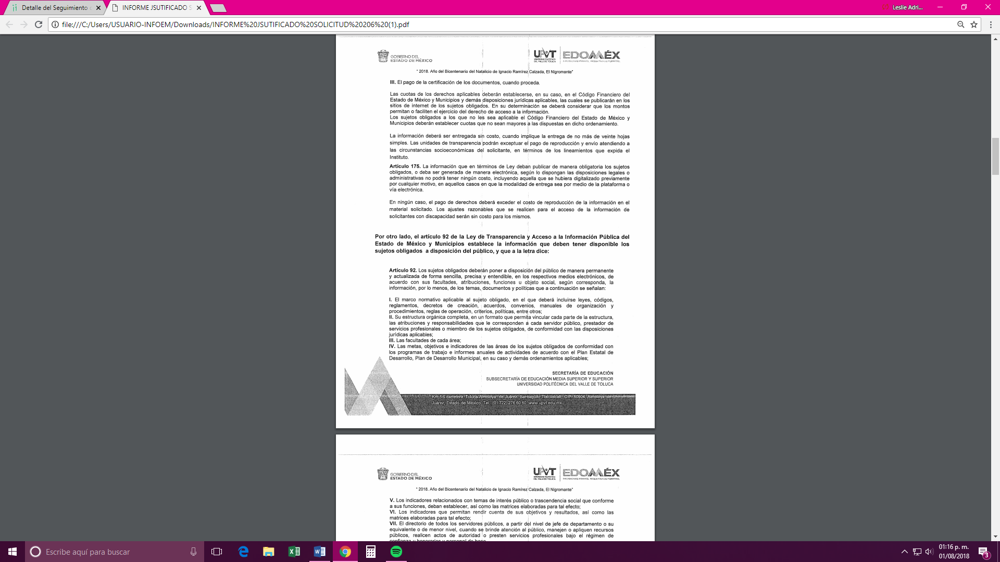 Detalle del Seguimiento
INFORME JSUTIFICADO S
Leslie Adri...
file:///C:/Users/USUARIO-INFOEM/Downloads/INFORME%20JSUTIFICADO%20SOLICITUD%20206%20(1).pdf
GOBIERNO DEL
ESTADO DE MÉXICO
UPVT
UNIVERSIDAD POLITÉCNICA
DEL VALLE DE TOLUCA
EDOMÉX
DECISIONES FIRMES, RESULTADOS FUERTES.
" 2018. Año del Bicentenario del Natalicio de Ignacio Ramírez Calzada, El Nigromante"
III. El pago de la certificación de los documentos, cuando proceda.
Las cuotas de los derechos aplicables deberán establecerse, en su caso, en el Código Financiero del
Estado de México y Municipios y demás disposiciones jurídicas aplicables, las cuales se publicarán en los
sitios de internet de los sujetos obligados. En su determinación se deberá considerar que los montos
permitan o faciliten el ejercicio del derecho de acceso a la información.
Los sujetos obligados a los que no les sea aplicable el Código Financiero del Estado de México y
Municipios deberán establecer cuotas que no sean mayores a las dispuestas en dicho ordenamiento.
La información deberá ser entregada sin costo, cuando implique la entrega de no más de veinte hojas
simples. Las unidades de transparencia podrán exceptuar el pago de reproducción y envío atendiendo a
las circunstancias socioeconómicas del solicitante, en términos de los lineamientos que expida el
Instituto.
Artículo 175. La información que en términos de Ley deban publicar de manera obligatoria los sujetos
obligados, o deba ser generada de manera electrónica, según lo dispongan las disposiciones legales o
administrativas no podrá tener ningún costo, incluyendo aquella que se hubiera digitalizado previamente
por cualquier motivo, en aquellos casos en que la modalidad de entrega sea por medio de la plataforma o
vía electrónica.
En ningún caso, el pago de derechos deberá exceder el costo de reproducción de la información en el
material solicitado. Los ajustes razonables que se realicen para el acceso de la información de
solicitantes con discapacidad serán sin costo para los mismos.
Por otro lado, el artículo 92 de la Ley de Transparencia y Acceso a la Información Pública del
Estado de México y Municipios establece la información que deben tener disponible los
sujetos obligados a disposición del público, y que a la letra dice:
Artículo 92. Los sujetos obligados deberán poner a disposición del público de manera permanente
y actualizada de forma sencilla, precisa y entendible, en los respectivos medios electrónicos, de
acuerdo con sus facultades, atribuciones, funciones u objeto social, según corresponda, la
información, por lo menos, de los temas, documentos y políticas que a continuación se señalan:
I. El marco normativo aplicable al sujeto obligado, en el que deberá incluirse leyes, códigos,
reglamentos, decretos de creación, acuerdos, convenios, manuales de organización y
procedimientos, reglas de operación, criterios, políticas, entre otros;
II. Su estructura orgánica completa, en un formato que permita vincular cada parte de la estructura,
las atribuciones y responsabilidades que le corresponden a cada servidor público, prestador de
servicios profesionales o miembro de los sujetos obligados, de conformidad con las disposiciones
jurídicas aplicables;
III. Las facultades de cada área;
IV. Las metas, objetivos e indicadores de las áreas de los sujetos obligados de conformidad con
los programas de trabajo e informes anuales de actividades de acuerdo con el Plan Estatal de
Desarrollo, Plan de Desarrollo Municipal, en su caso y demás ordenamientos aplicables;
SECRETARÍA DE EDUCACIÓN
SUBSECRETARÍA DE EDUCACIÓN MEDIA SUPERIOR Y SUPERIOR
UNIVERSIDAD POLITÉCNICA DEL VALLE DE TOLUCA
Km 5.6 carretera Toluca-Almoloya de Juárez, Santiaguito Tlalcilalcali, C.P. 50904, Almoloya de
Juárez, Estado de México. Tel.: (01 722) 276 60 60. www.upvt.edu.mx
GOBIERNO DEL
ESTADO DE MÉXICO
UPVT
UNIVERSIDAD POLITÉCNICA
DEL VALLE DE TOLUCA
EDOMÉX
DECISIONES FIRMES, RESULTADOS FUERTES.
" 2018. Año del Bicentenario del Natalicio de Ignacio Ramírez Calzada, El Nigromante"
V. Los indicadores relacionados con temas de interés público o trascendencia social que conforme
a sus funciones, deban establecer, así como las matrices elaboradas para tal efecto;
VI. Los indicadores que permitan rendir cuenta de sus objetivos y resultados, así como las
matrices elaboradas para tal efecto;
VII. El directorio de todos los servidores públicos, a partir del nivel de jefe de departamento o su
equivalente o de menor nivel, cuando se brinde atención al público, manejen o apliquen recursos
públicos, realicen actos de autoridad o presten servicios profesionales bajo el régimen de
confianza u honorarios y personal de base.
Escribe aquí para buscar
01:16 p. m.
01/08/2018
3